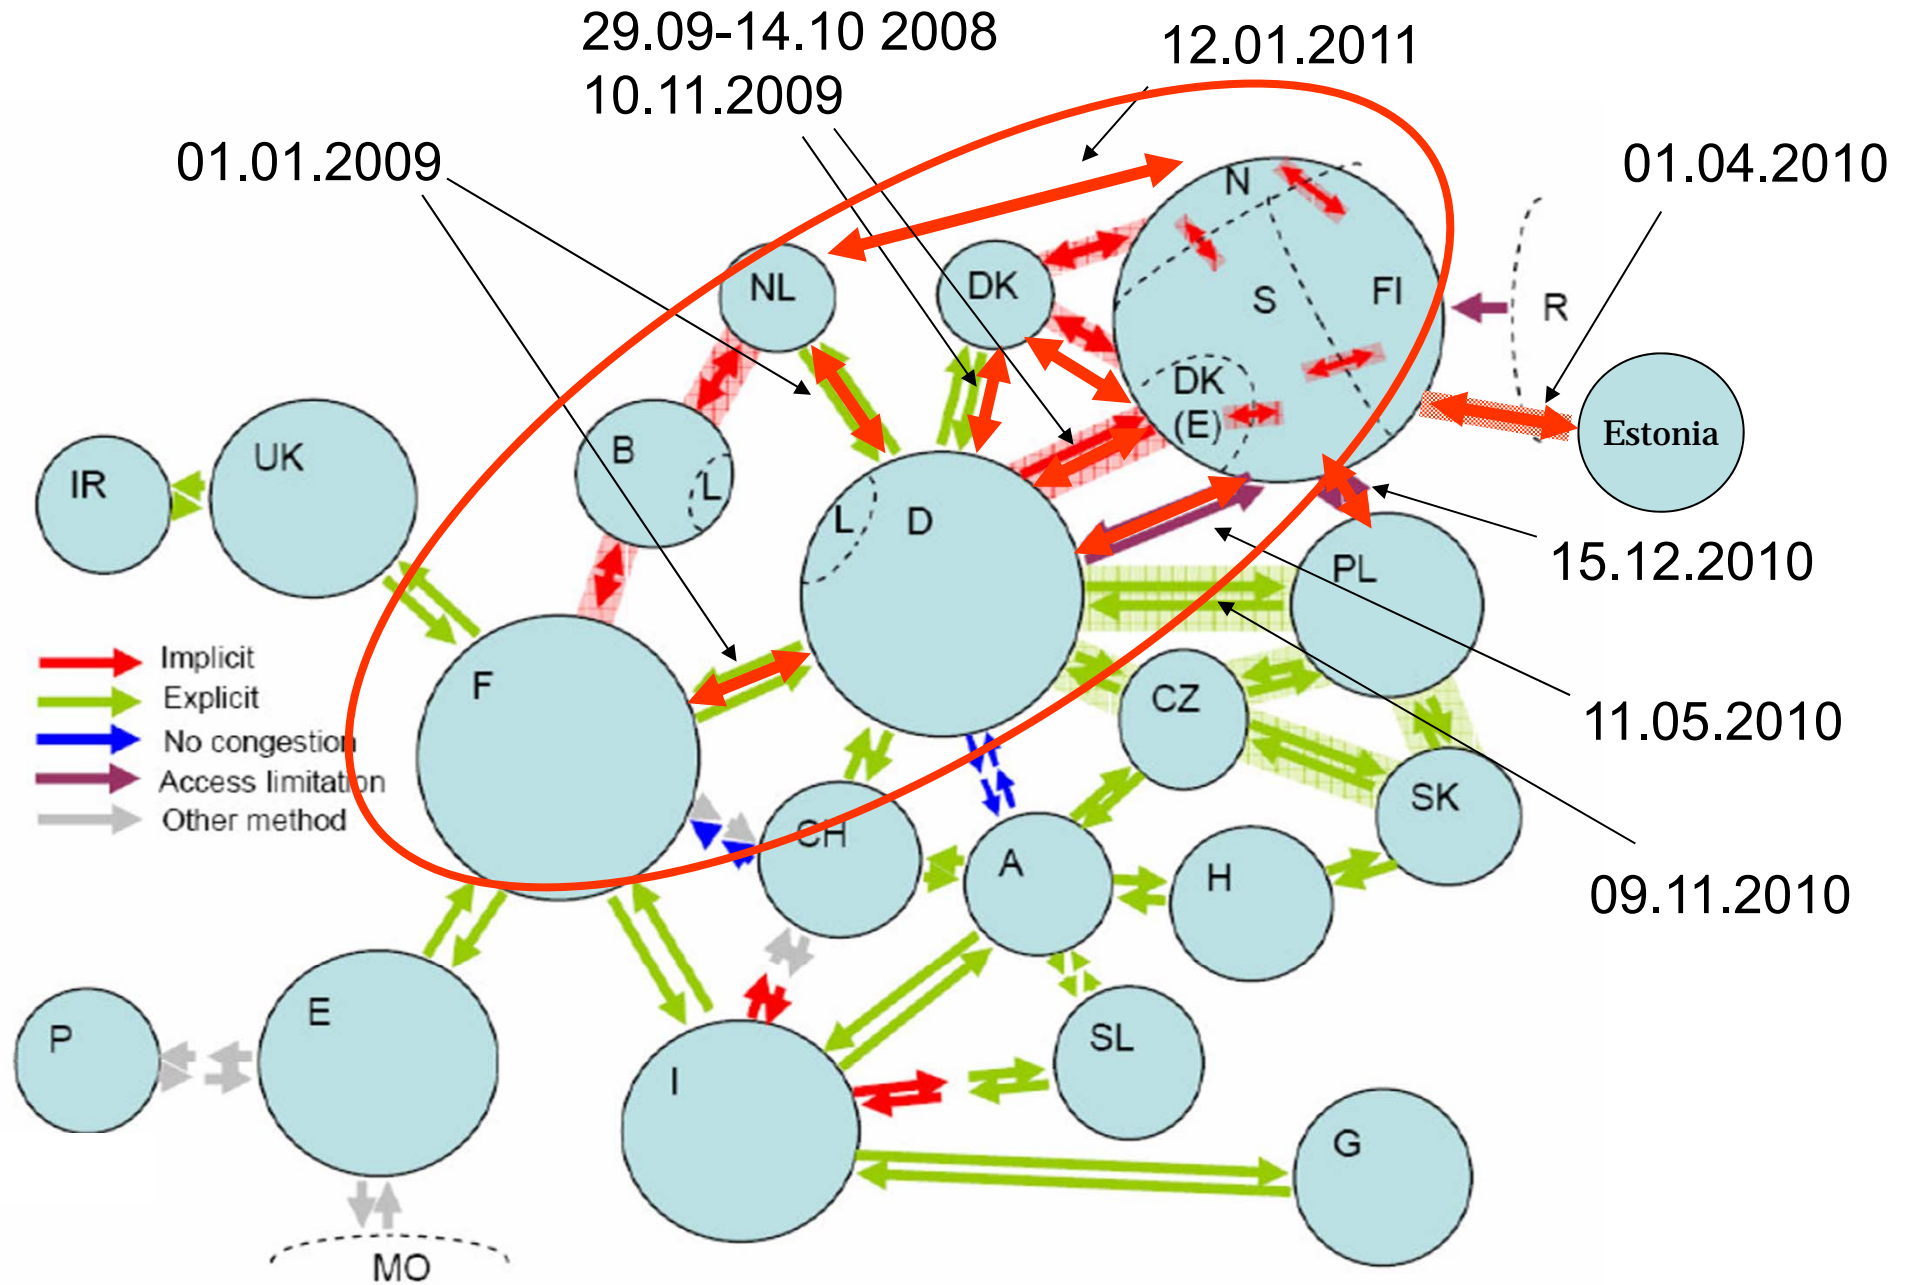 29.09-14.10 2008
10.11.2009
12.01.2011
01.01.2009
01.04.2010
N
NL
DK
S
FI
R
DK
(E)
Estonia
IR
UK
B
L
L
D
PL
15.12.2010
Implicit
Explicit
No congestion
Access limitation
Other method
F
CZ
11.05.2010
SK
CH
A
H
09.11.2010
P
E
I
SL
G
MO